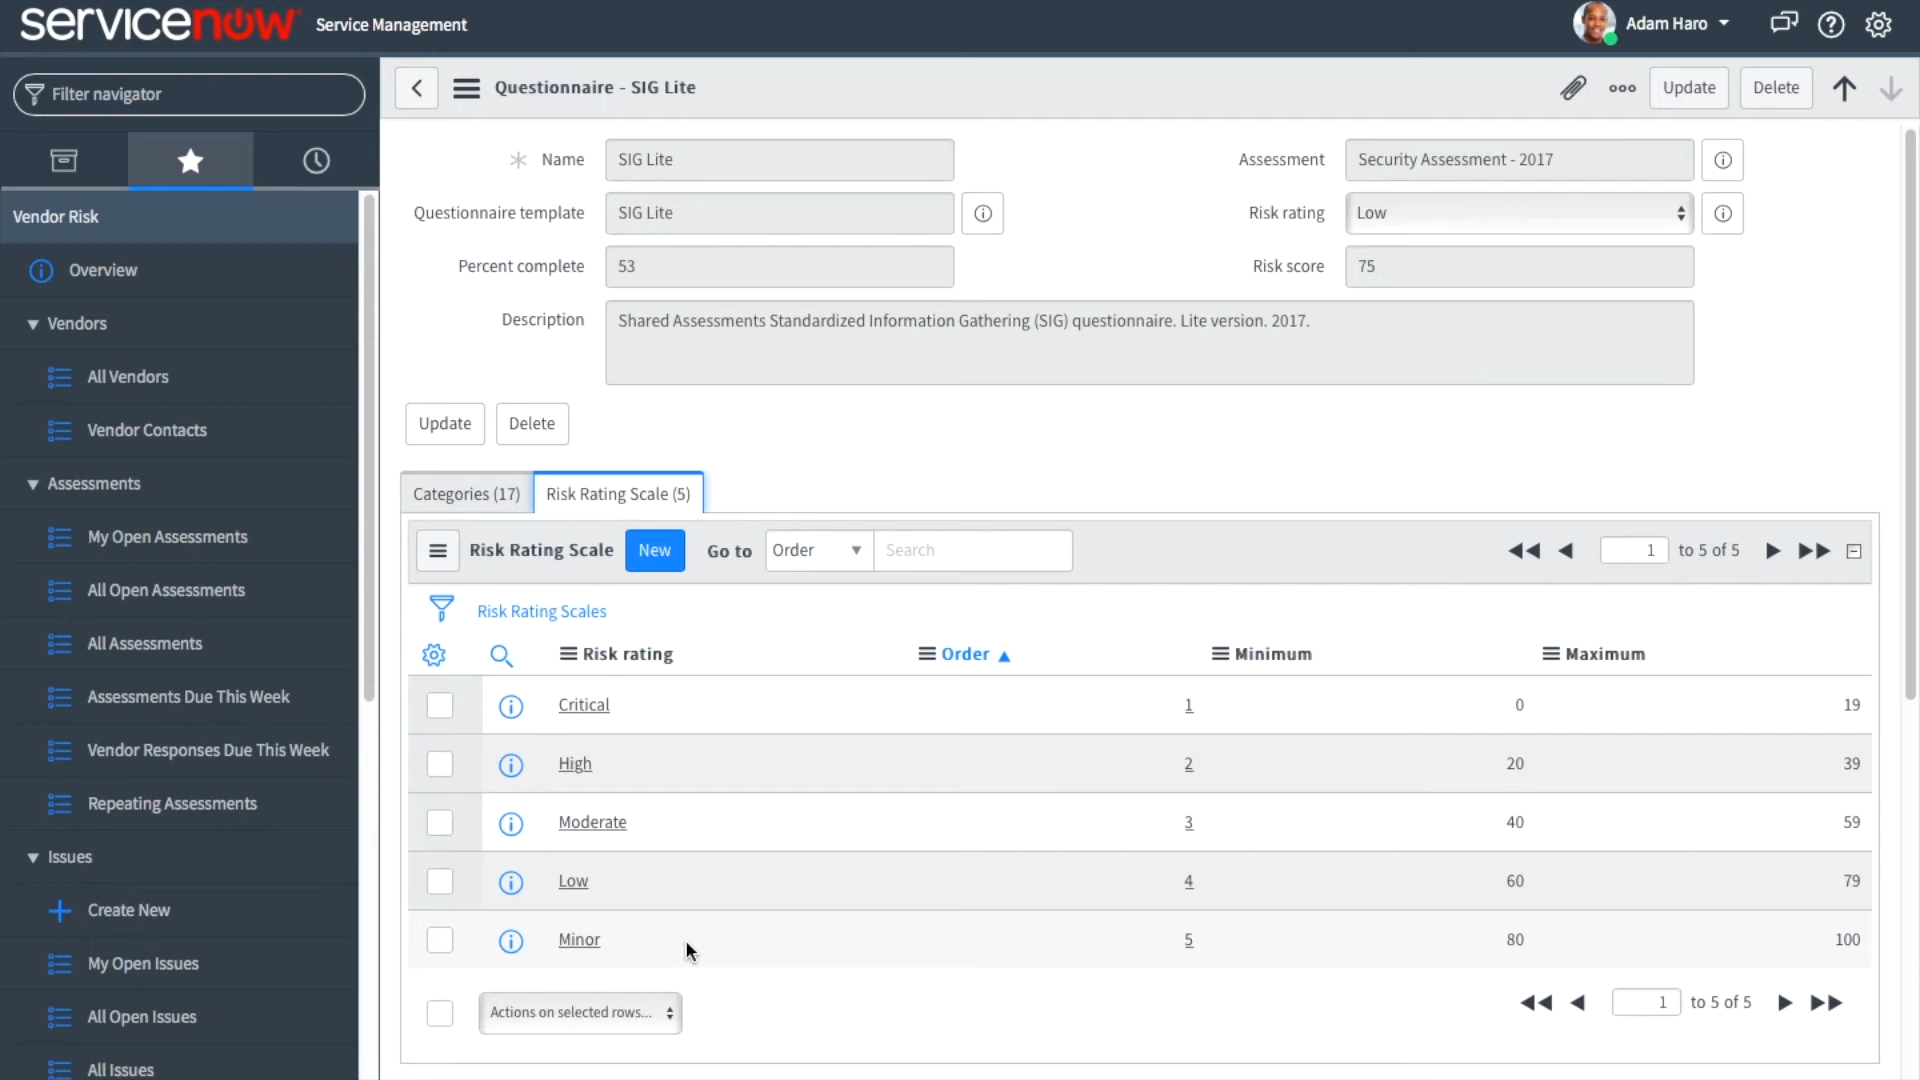 servicenow Service Management
Adam Haro
Filter navigator
Vendor Risk
Overview
Vendors
All Vendors
Vendor Contacts
Assessments
My Open Assessments
All Open Assessments
All Assessments
Assessments Due This Week
Vendor Responses Due This Week
Repeating Assessments
Issues
Create New
My Open Issues
All Open Issues
All Issues
Questionnaire - SIG Lite
Update Delete
Name SIG Lite
Assessment Security Assessment - 2017
Questionnaire template SIG Lite
Risk rating Low
Percent complete 53
Risk score 75
Description Shared Assessments Standardized Information Gathering (SIG) questionnaire. Lite version. 2017.
Update Delete
Categories (17) Risk Rating Scale (5)
Risk Rating Scale New Go to Order Search 1 to 5 of 5
Risk Rating Scales
Risk rating Order Minimum Maximum
Critical 1 0 19
High 2 20 39
Moderate 3 40 59
Low 4 60 79
Minor 5 80 100
Actions on selected rows... 1 to 5 of 5